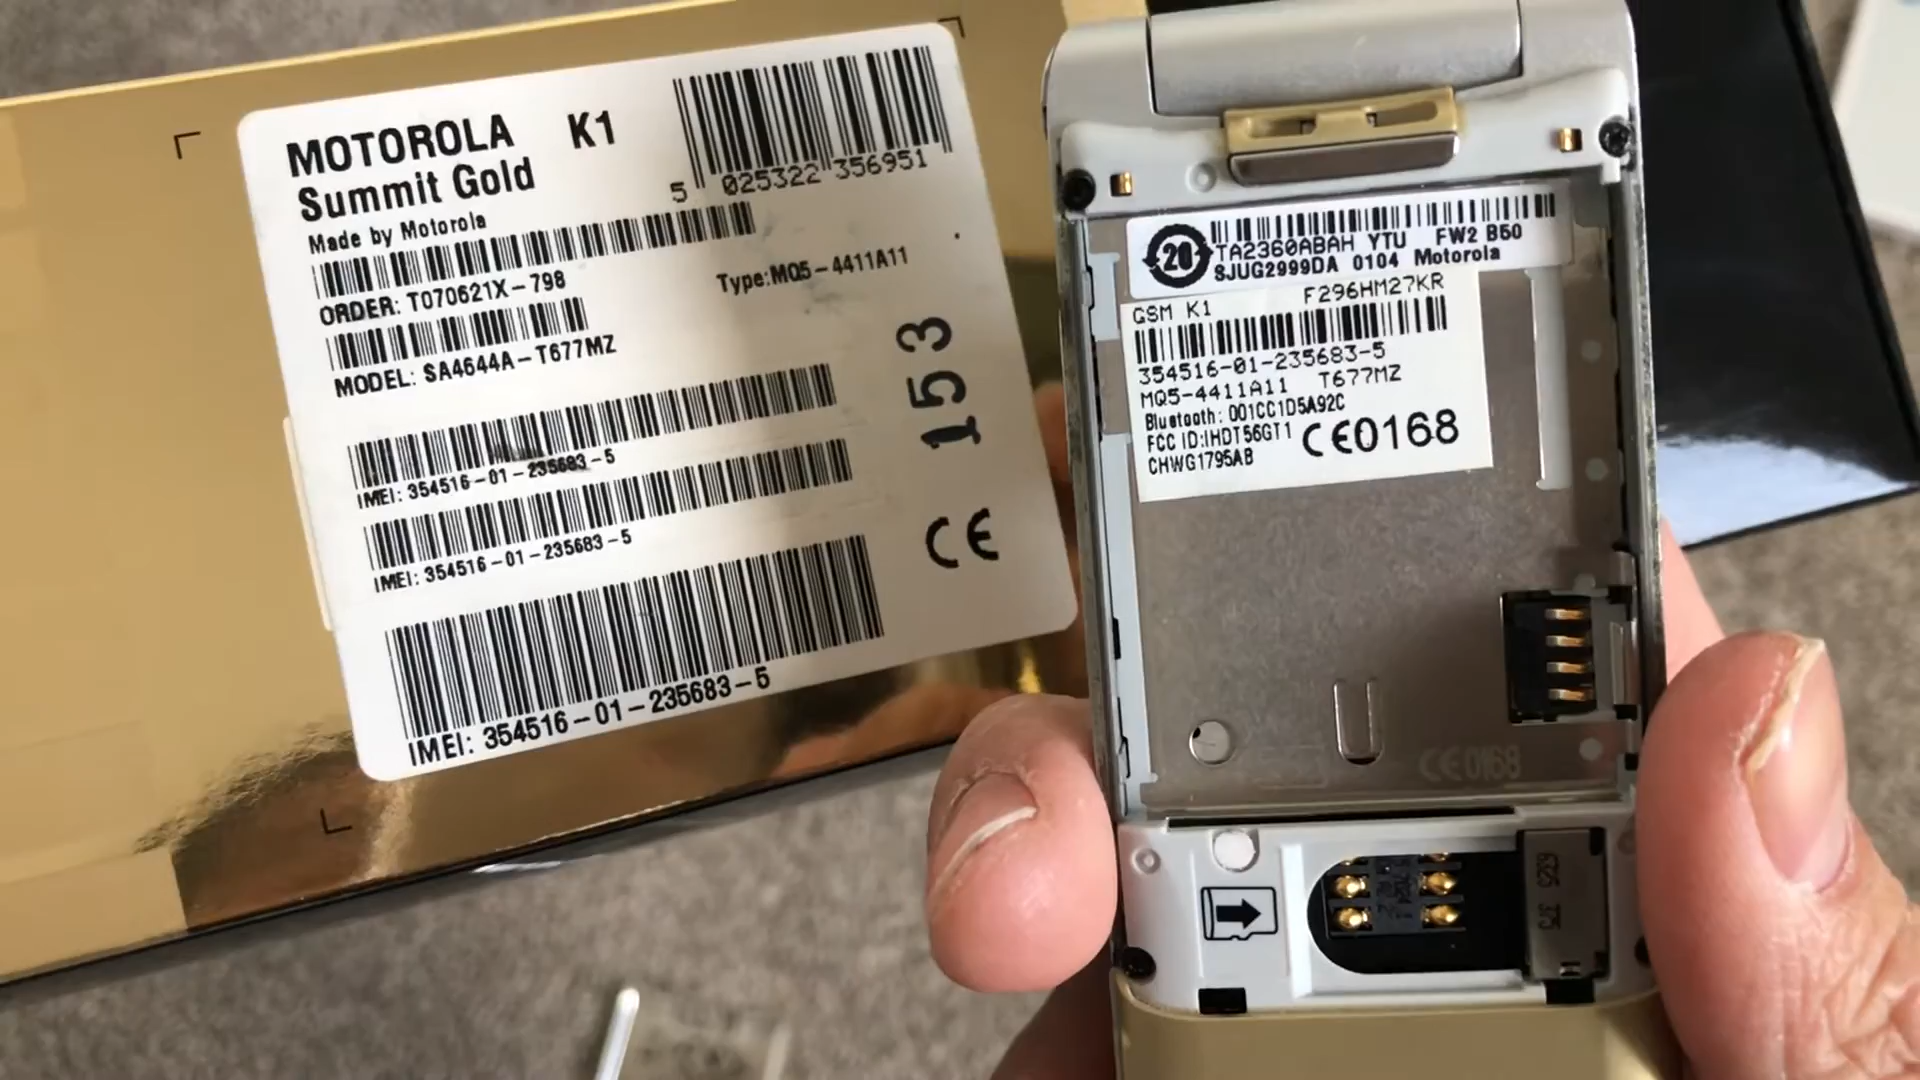 MOTOROLA K1
Summit Gold
Made by Motorola
5 025322 356951
ORDER: T070621X-798
Type:MQ5-4411A11
MODEL: SA4644A-T677MZ
IMEI: 354516-01-235683-5
IMEI: 354516-01-235683-5
IMEI: 354516-01-235683-5
153
CE
20
TA2360ABAH YTU FW2 B50
SJUG2999DA 0104 Motorola
GSM K1 F296HM27KR
354516-01-235683-5
MQ5-4411A11 T677MZ
Bluetooth: 001CC1D5A92C
FCC ID:IHDT56GT1
CHWG1795AB
CE0168
CE0168
6325 375